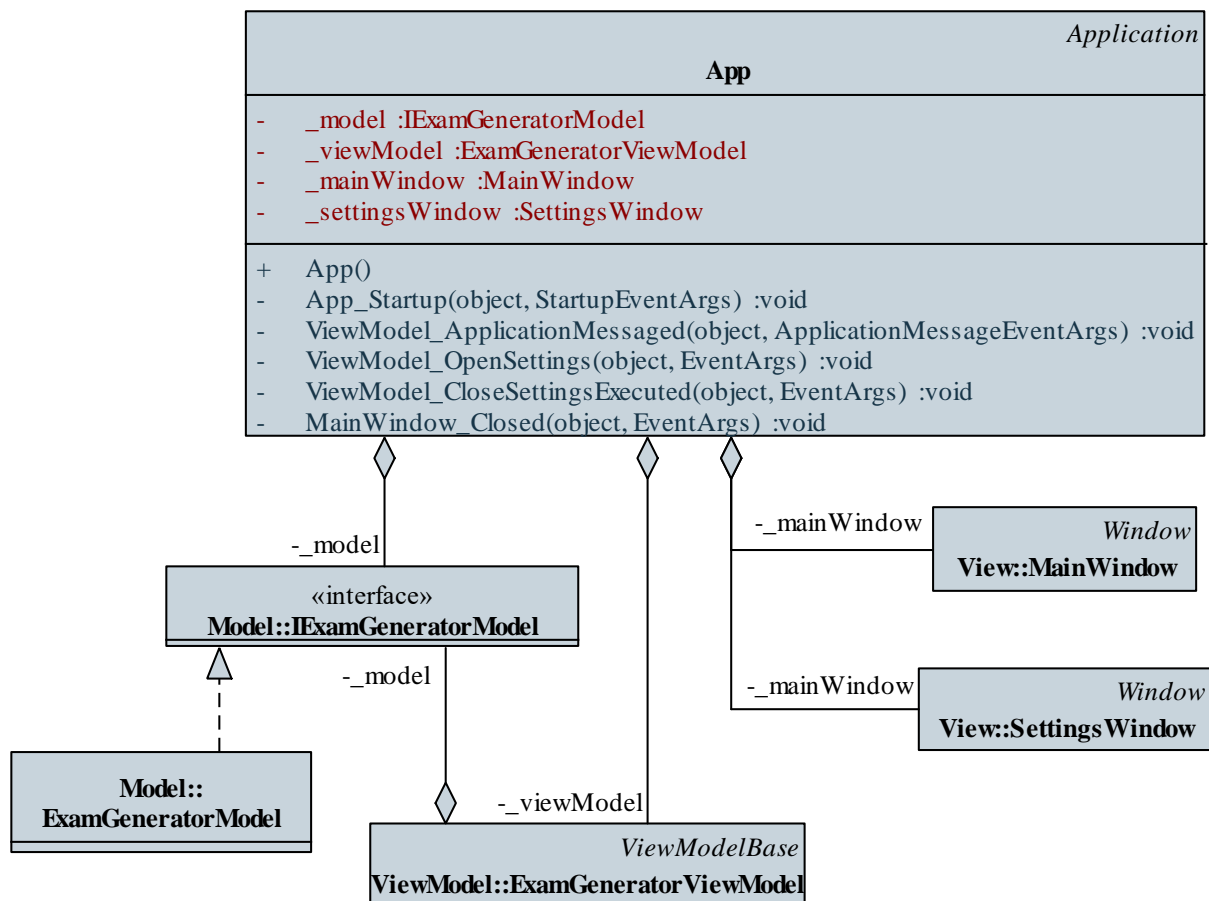 Application
App
- _model :IExamGeneratorModel
- _viewModel :ExamGeneratorViewModel
- _mainWindow :MainWindow
- _settingsWindow :SettingsWindow
+ App()
- App_Startup(object, StartupEventArgs) :void
- ViewModel_ApplicationMessaged(object, ApplicationMessageEventArgs) :void
- ViewModel_OpenSettings(object, EventArgs) :void
- ViewModel_CloseSettingsExecuted(object, EventArgs) :void
- MainWindow_Closed(object, EventArgs) :void
-_mainWindow
Window
View::MainWindow
-_model
«interface»
Model::IExamGeneratorModel
-_model
-_mainWindow
Window
View::SettingsWindow
Model::
ExamGeneratorModel
-_viewModel
ViewModelBase
ViewModel::ExamGeneratorViewModel